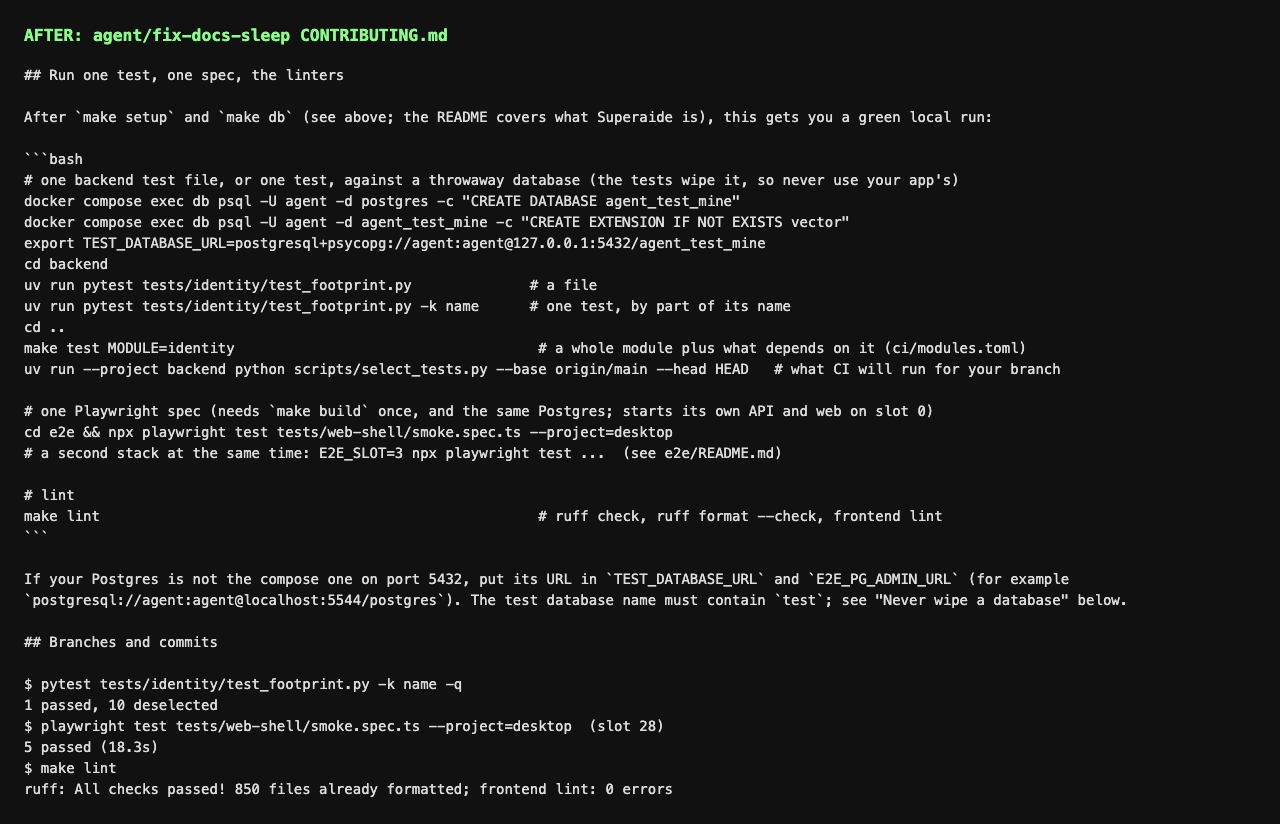 AFTER: agent/fix-docs-sleep CONTRIBUTING.md
## Run one test, one spec, the linters
After `make setup` and `make db` (see above; the README covers what Superaide is), this gets you a green local run:
```bash
# one backend test file, or one test, against a throwaway database (the tests wipe it, so never use your app's)
docker compose exec db psql -U agent -d postgres -c "CREATE DATABASE agent_test_mine"
docker compose exec db psql -U agent -d agent_test_mine -c "CREATE EXTENSION IF NOT EXISTS vector"
export TEST_DATABASE_URL=postgresql+psycopg://agent:agent@127.0.0.1:5432/agent_test_mine
cd backend
uv run pytest tests/identity/test_footprint.py              # a file
uv run pytest tests/identity/test_footprint.py -k name      # one test, by part of its name
cd ..
make test MODULE=identity                                    # a whole module plus what depends on it (ci/modules.toml)
uv run --project backend python scripts/select_tests.py --base origin/main --head HEAD   # what CI will run for your branch
# one Playwright spec (needs `make build` once, and the same Postgres; starts its own API and web on slot 0)
cd e2e && npx playwright test tests/web-shell/smoke.spec.ts --project=desktop
# a second stack at the same time: E2E_SLOT=3 npx playwright test ...  (see e2e/README.md)
# lint
make lint                                                    # ruff check, ruff format --check, frontend lint
```
If your Postgres is not the compose one on port 5432, put its URL in `TEST_DATABASE_URL` and `E2E_PG_ADMIN_URL` (for example
`postgresql://agent:agent@localhost:5544/postgres`). The test database name must contain `test`; see "Never wipe a database" below.
## Branches and commits
$ pytest tests/identity/test_footprint.py -k name -q
1 passed, 10 deselected
$ playwright test tests/web-shell/smoke.spec.ts --project=desktop  (slot 28)
5 passed (18.3s)
$ make lint
ruff: All checks passed! 850 files already formatted; frontend lint: 0 errors